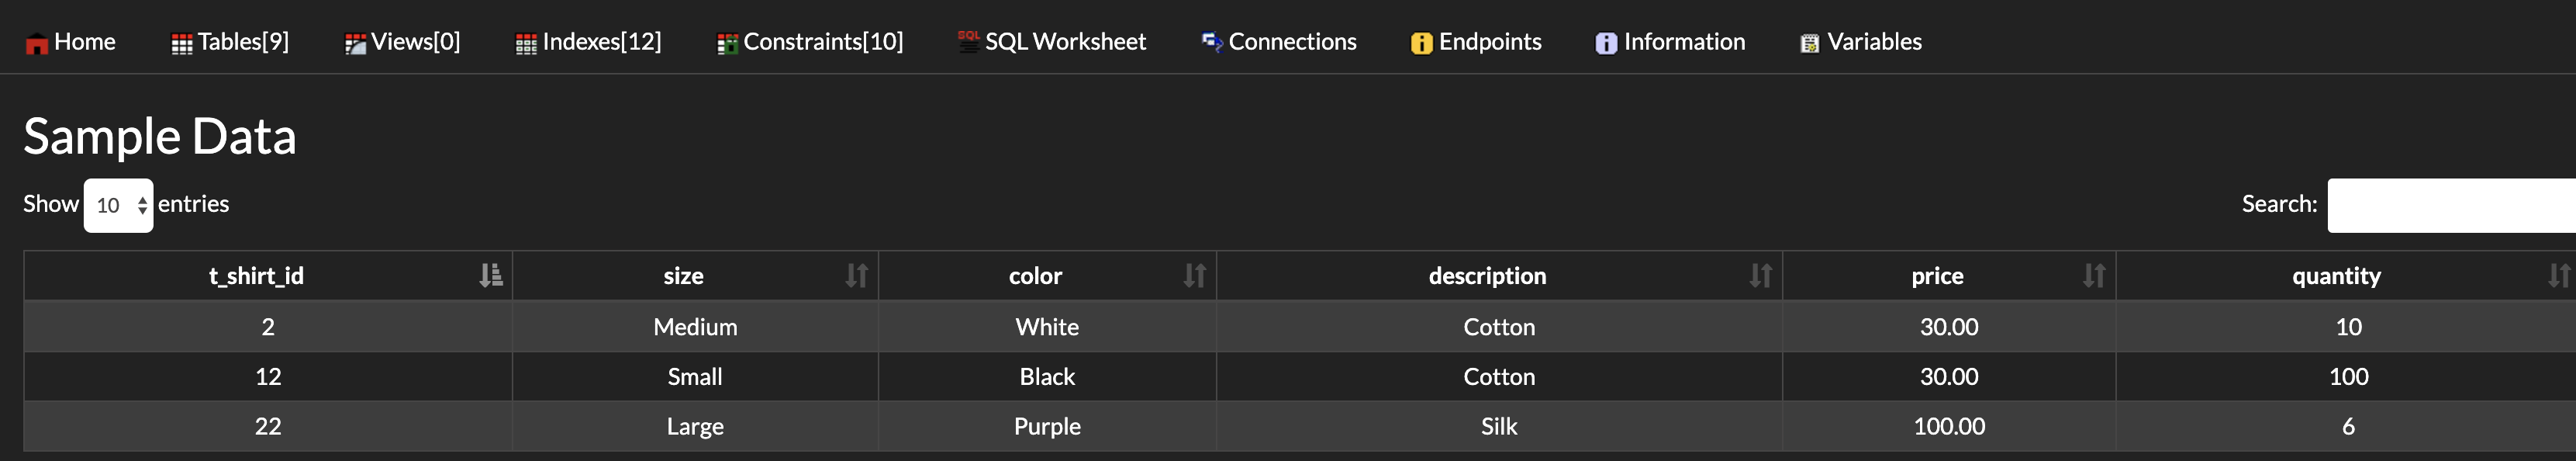 Home Tables[9] Views[0] Indexes[12] Constraints[10] SQL SQL Worksheet Connections Endpoints Information Variables
Sample Data
Show 10 entries Search:
t_shirt_id size color description price quantity
2 Medium White Cotton 30.00 10
12 Small Black Cotton 30.00 100
22 Large Purple Silk 100.00 6